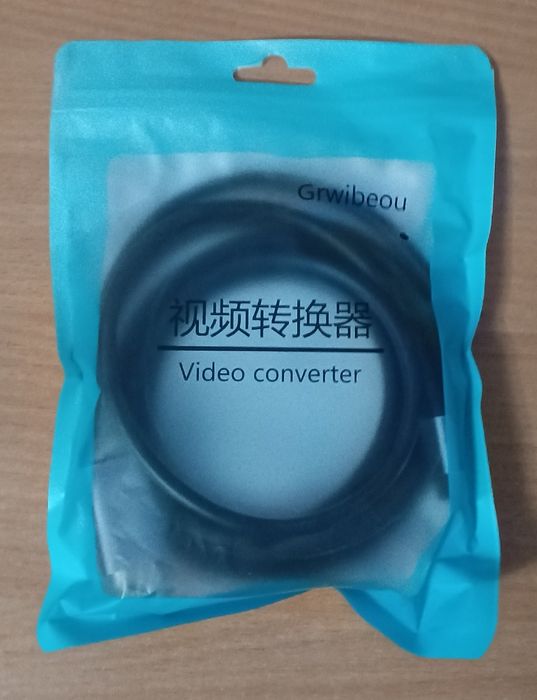 Grwibeou
视频转换器
Video converter